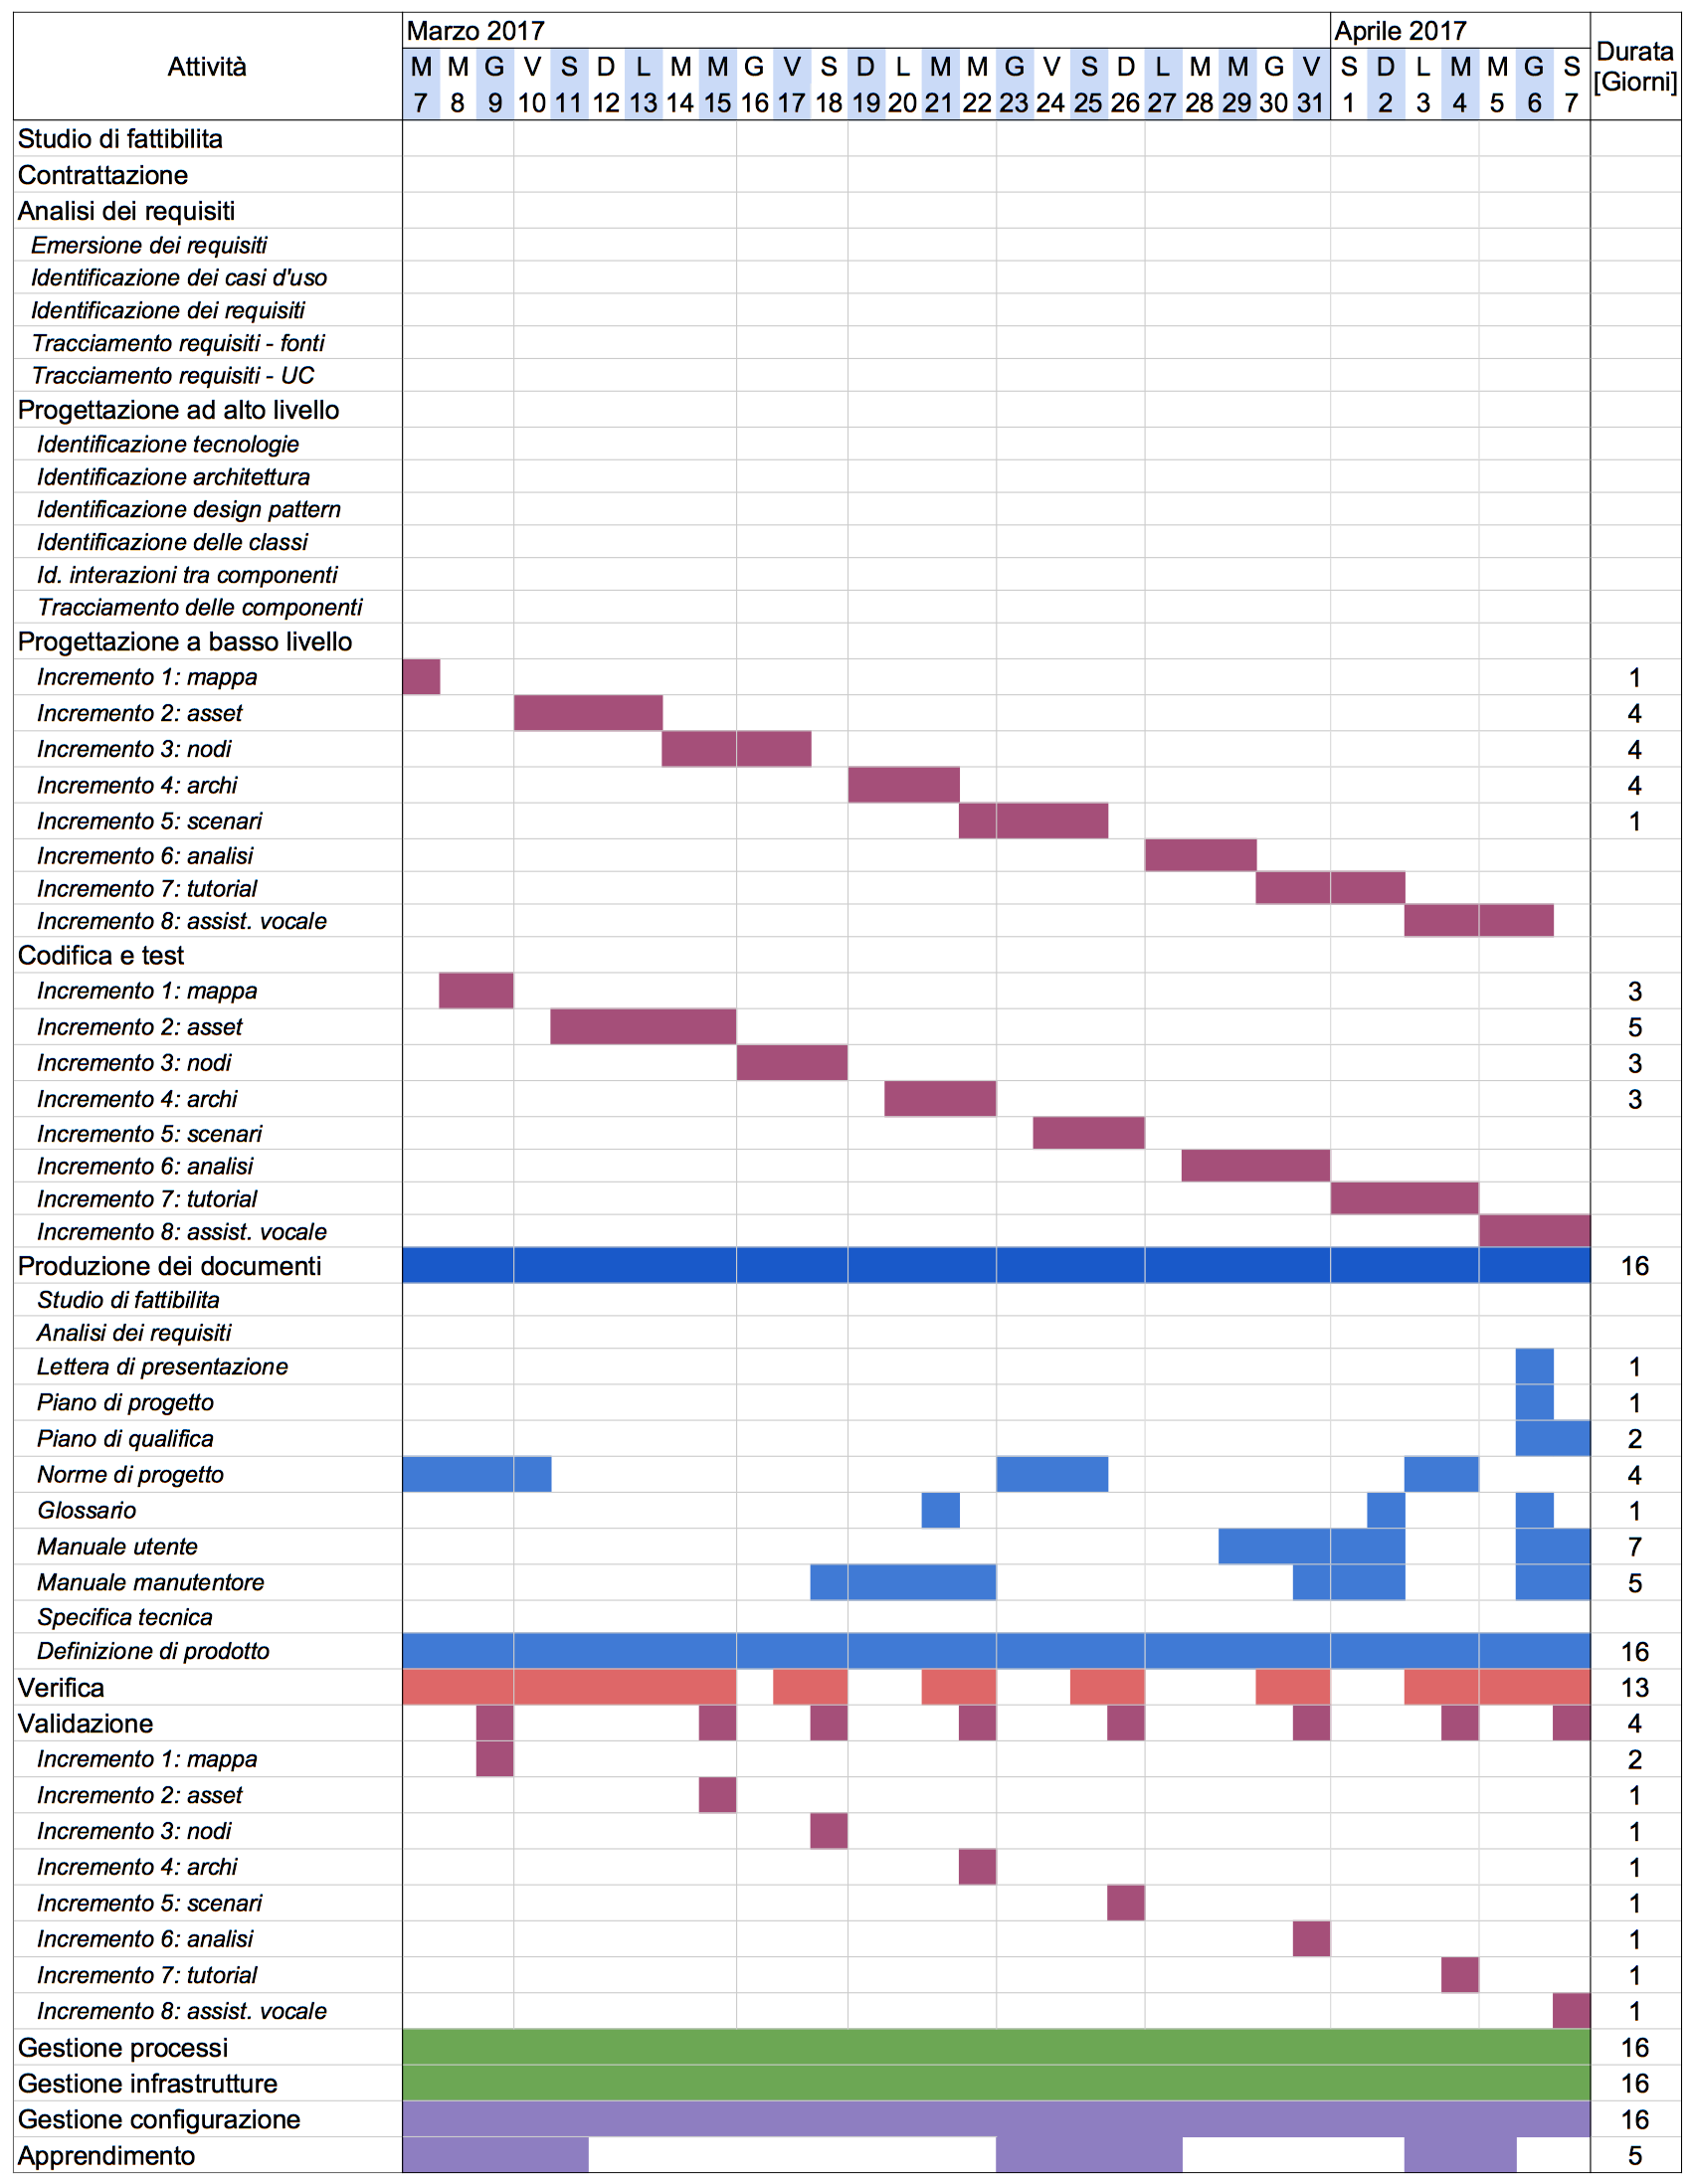 Attività Marzo 2017 Aprile 2017 Durata [Giorni]
M M G V S D L M M G V S D L M M G V S D L M M G V S D L M M G S
7 8 9 10 11 12 13 14 15 16 17 18 19 20 21 22 23 24 25 26 27 28 29 30 31 1 2 3 4 5 6 7
Studio di fattibilita
Contrattazione
Analisi dei requisiti
Emersione dei requisiti
Identificazione dei casi d'uso
Identificazione dei requisiti
Tracciamento requisiti - fonti
Tracciamento requisiti - UC
Progettazione ad alto livello
Identificazione tecnologie
Identificazione architettura
Identificazione design pattern
Identificazione delle classi
Id. interazioni tra componenti
Tracciamento delle componenti
Progettazione a basso livello
Incremento 1: mappa 1
Incremento 2: asset 4
Incremento 3: nodi 4
Incremento 4: archi 4
Incremento 5: scenari 1
Incremento 6: analisi
Incremento 7: tutorial
Incremento 8: assist. vocale
Codifica e test
Incremento 1: mappa 3
Incremento 2: asset 5
Incremento 3: nodi 3
Incremento 4: archi 3
Incremento 5: scenari
Incremento 6: analisi
Incremento 7: tutorial
Incremento 8: assist. vocale
Produzione dei documenti 16
Studio di fattibilita
Analisi dei requisiti
Lettera di presentazione 1
Piano di progetto 1
Piano di qualifica 2
Norme di progetto 4
Glossario 1
Manuale utente 7
Manuale manutentore 5
Specifica tecnica
Definizione di prodotto 16
Verifica 13
Validazione 4
Incremento 1: mappa 2
Incremento 2: asset 1
Incremento 3: nodi 1
Incremento 4: archi 1
Incremento 5: scenari 1
Incremento 6: analisi 1
Incremento 7: tutorial 1
Incremento 8: assist. vocale 1
Gestione processi 16
Gestione infrastrutture 16
Gestione configurazione 16
Apprendimento 5